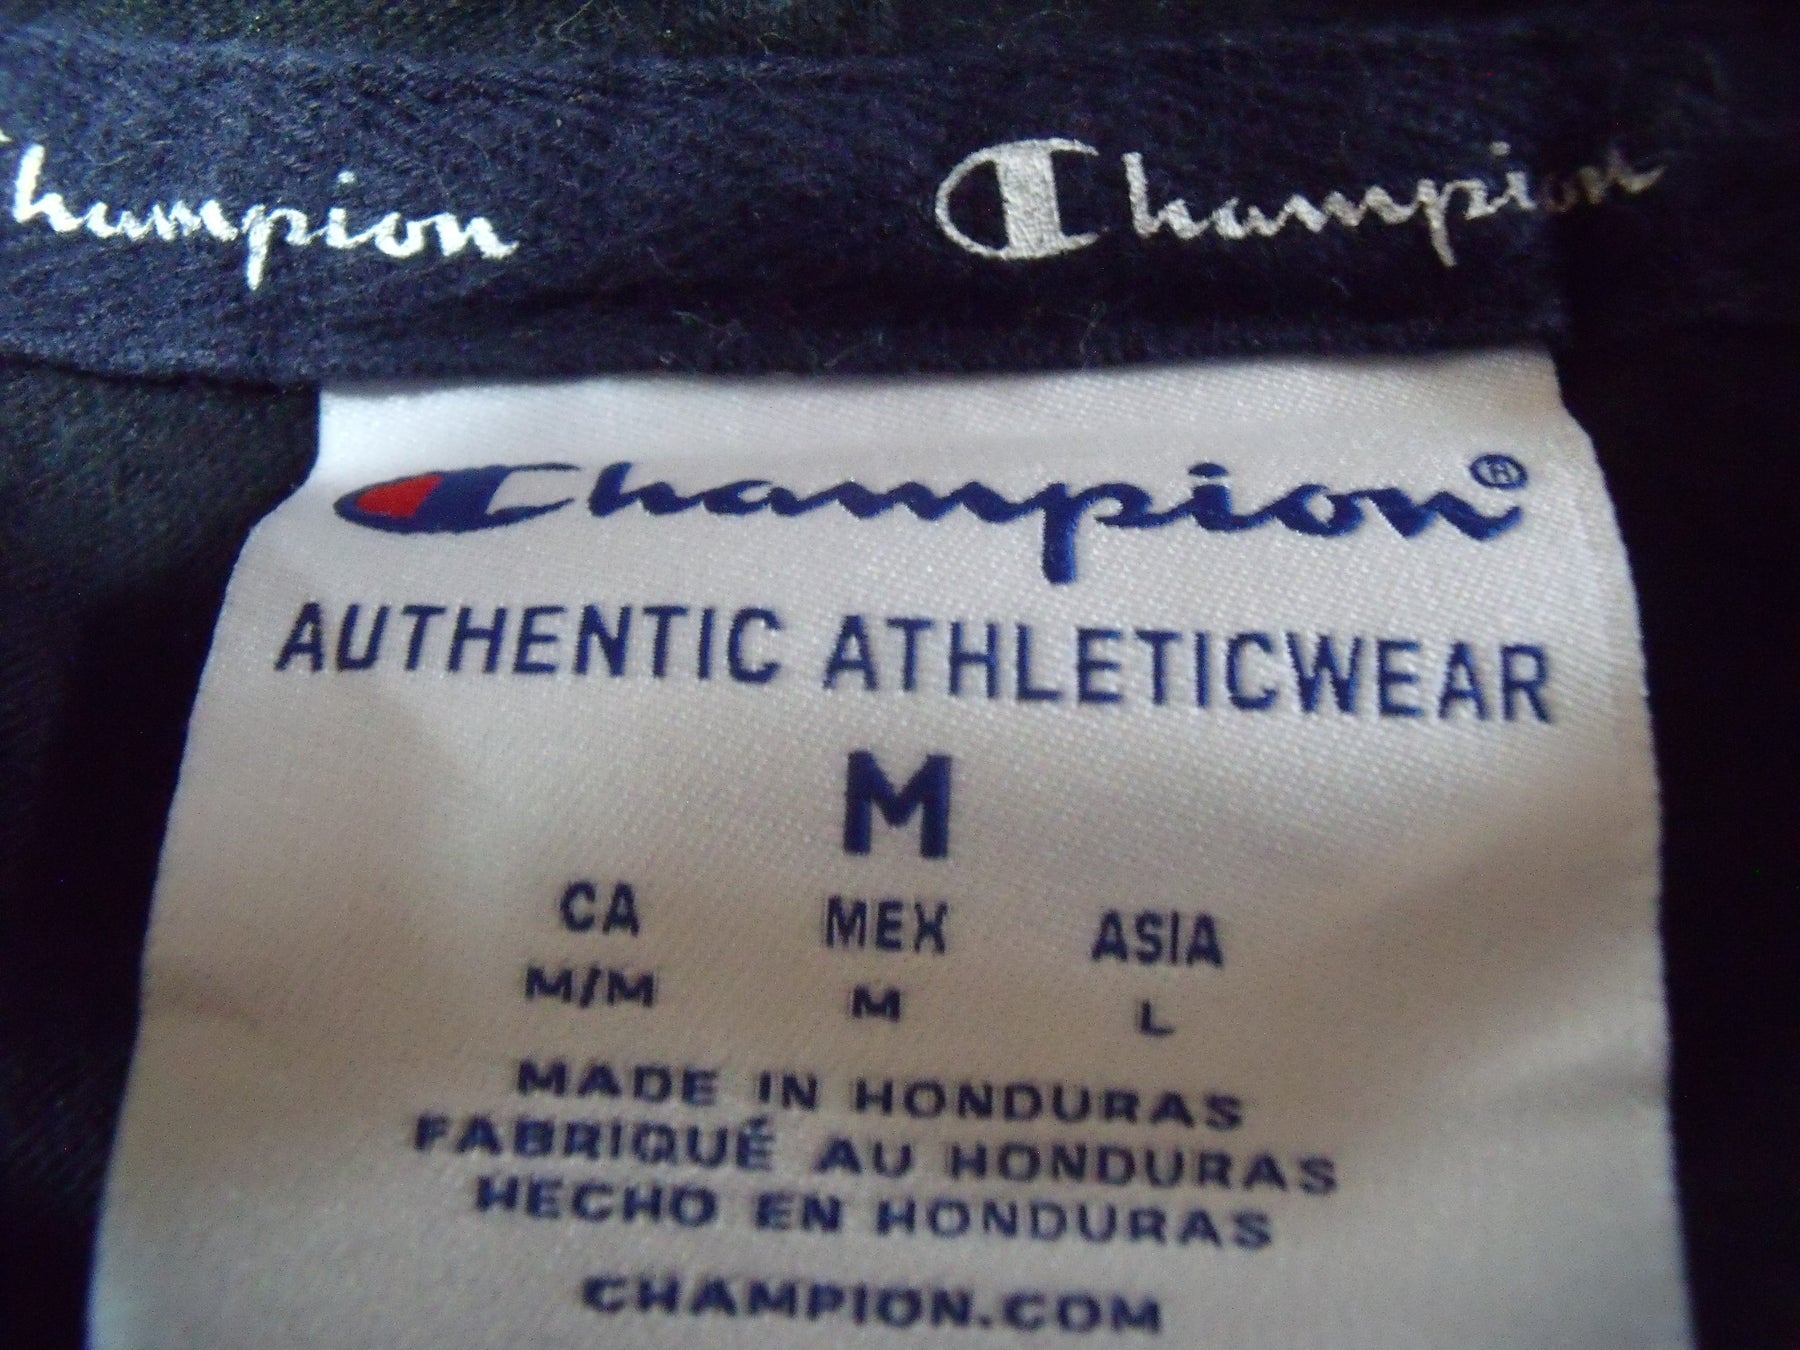 Champion Champion
Champion®
AUTHENTIC ATHLETICWEAR
M
CA MEX ASIA
M/M M L
MADE IN HONDURAS
FABRIQUÉ AU HONDURAS
HECHO EN HONDURAS
CHAMPION.COM